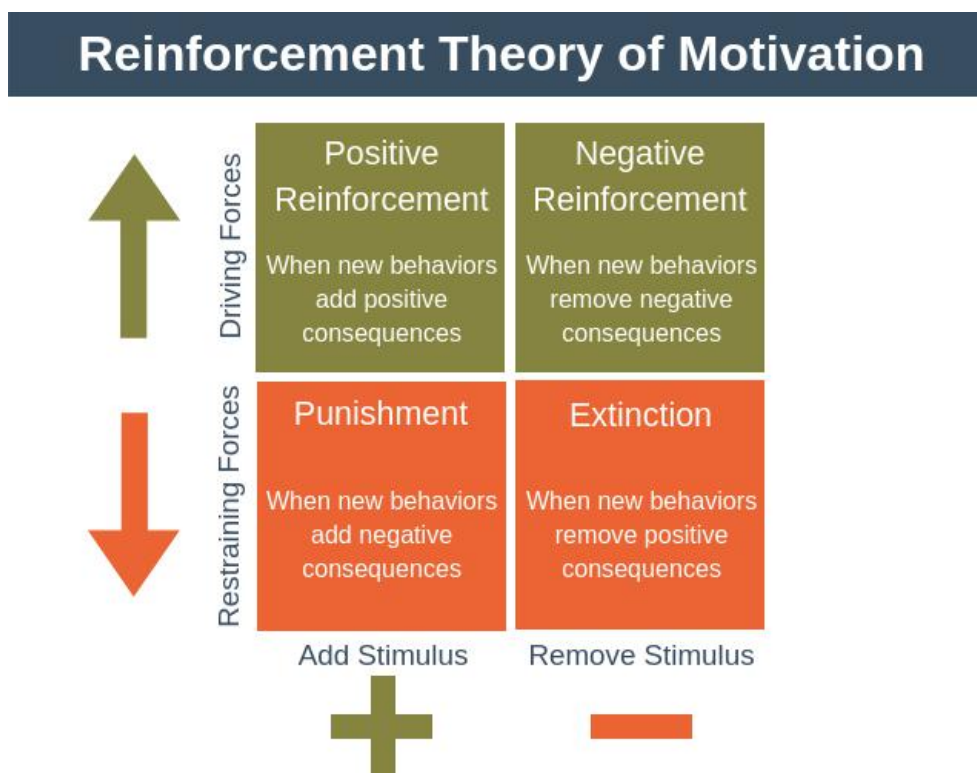 Reinforcement Theory of Motivation
Driving Forces
Positive
Reinforcement
When new behaviors
add positive
consequences
Negative
Reinforcement
When new behaviors
remove negative
consequences
Restraining Forces
Punishment
When new behaviors
add negative
consequences
Extinction
When new behaviors
remove positive
consequences
Add Stimulus
Remove Stimulus